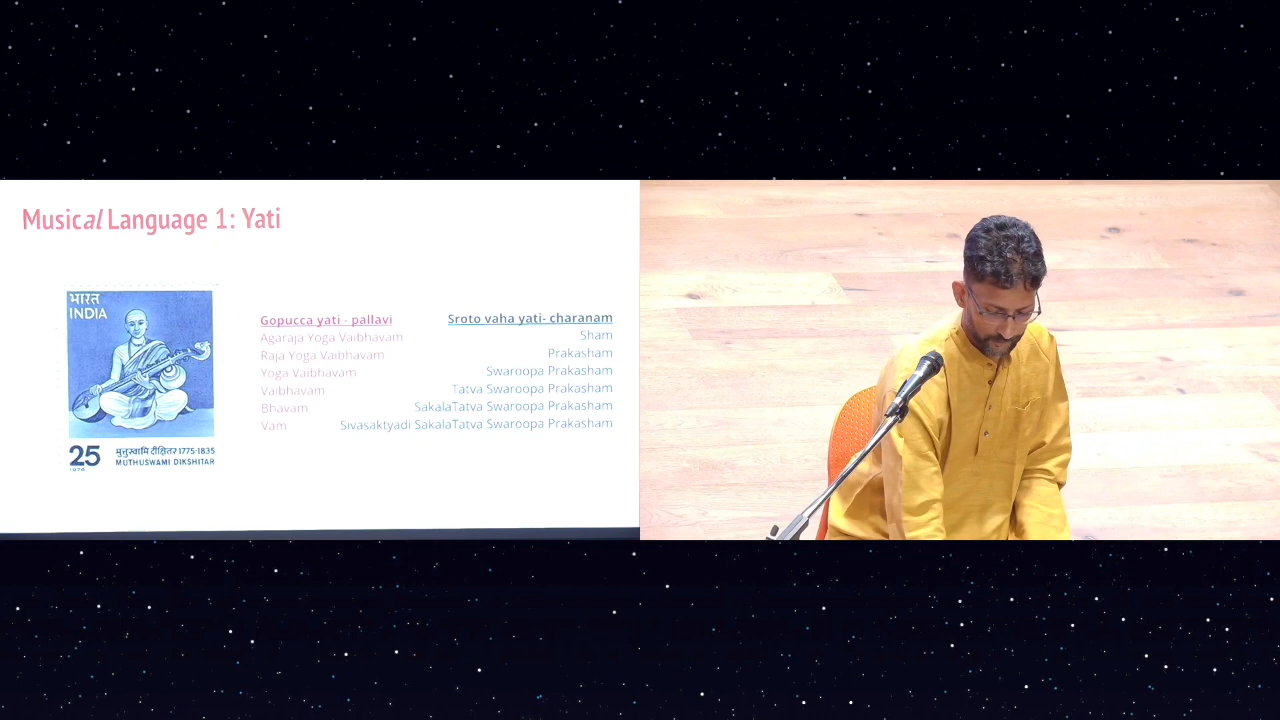 Musical Language 1: Yati
भारत
INDIA
25
1976
मुत्तुस्वामि दीक्षितर 1775-1835
MUTHUSWAMI DIKSHITAR
Gopucca yati - pallavi
Agaraja Yoga Vaibhavam
Raja Yoga Vaibhavam
Yoga Vaibhavam
Vaibhavam
Bhavam
Vam
Sroto vaha yati- charanam
Sham
Prakasham
Swaroopa Prakasham
Tatva Swaroopa Prakasham
SakalaTatva Swaroopa Prakasham
Sivasaktyadi SakalaTatva Swaroopa Prakasham